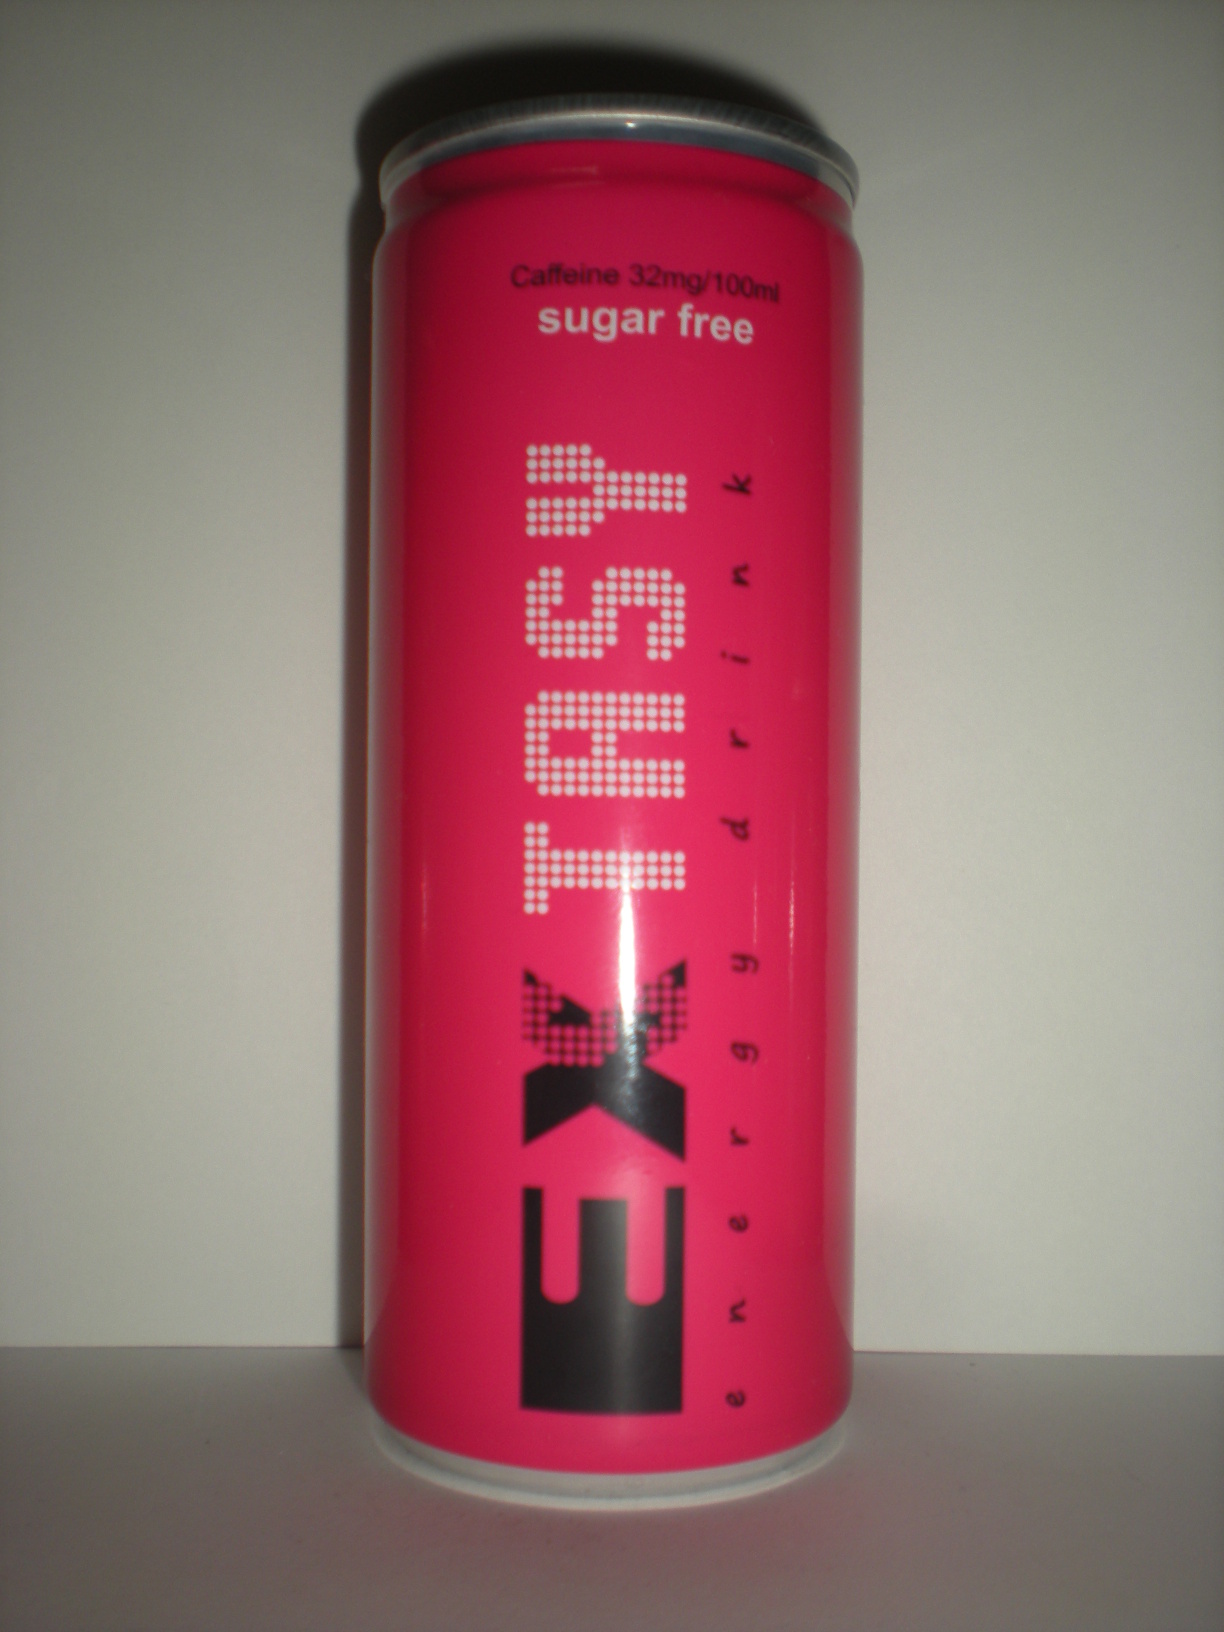 Caffeine 32mg/100ml
sugar free
EXTASY
energy drink